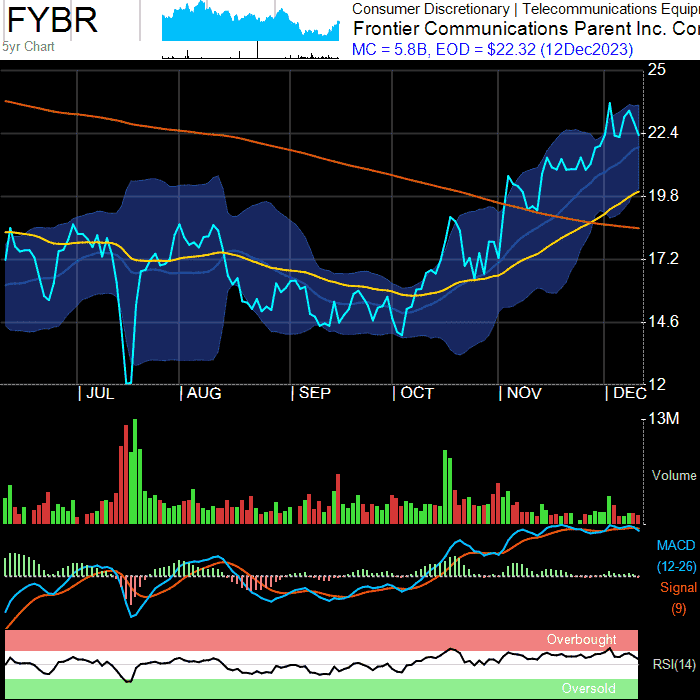 FYBR
5yr Chart
Consumer Discretionary | Telecommunications Equip
Frontier Communications Parent Inc. Co
MC = 5.8B, EOD = $22.32 (12Dec2023)
25
22.4
19.8
17.2
14.6
12
JUL
AUG
SEP
OCT
NOV
DEC
13M
Volume
MACD
(12-26)
Signal
(9)
Overbought
RSI(14)
Oversold